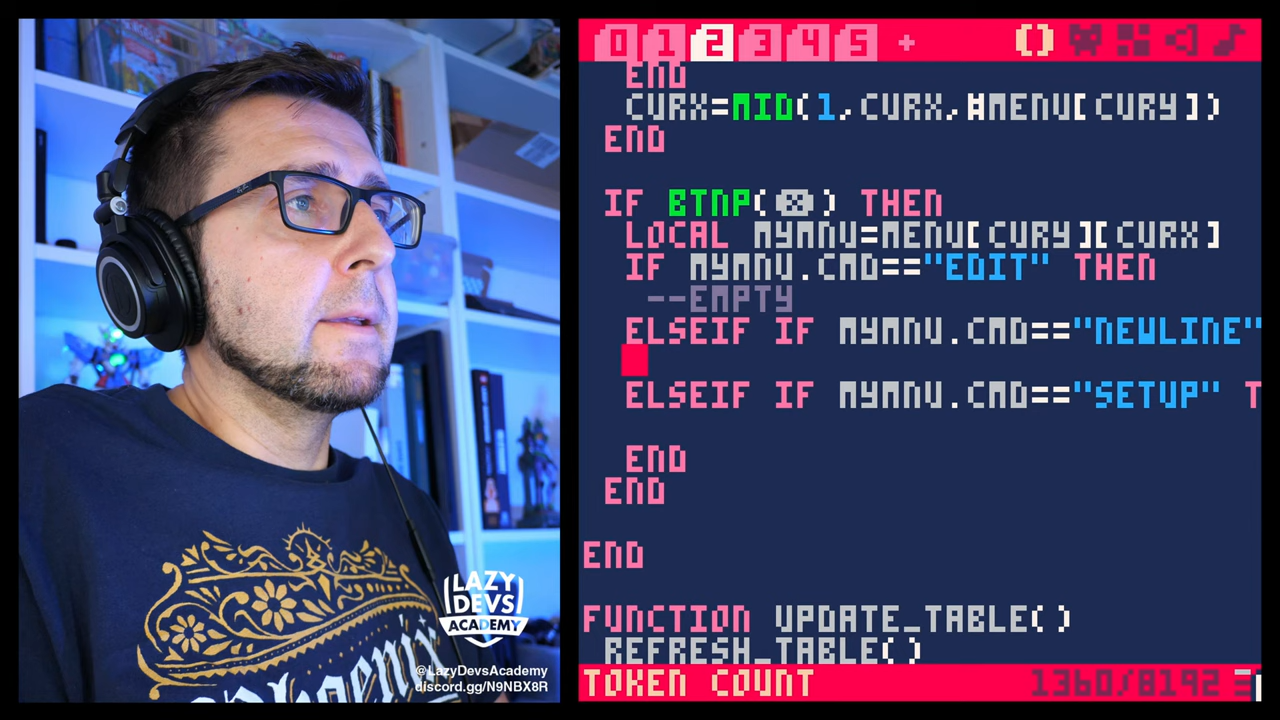 0 1 2 3 4 5 +
END
CURX=MID(1,CURX,#MENU[CURY])
END
IF BTNP(❎) THEN
LOCAL MYMNU=MENU[CURY][CURX]
IF MYMNU.CMD=="EDIT" THEN
--EMPTY
ELSEIF IF MYMNU.CMD=="NEWLINE"
ELSEIF IF MYMNU.CMD=="SETUP" T
END
END
END
FUNCTION UPDATE_TABLE()
REFRESH_TABLE()
TOKEN COUNT 1360/8192
LAZY
DEVS
ACADEMY
@LazyDevsAcademy
discord.gg/N9NBX8R